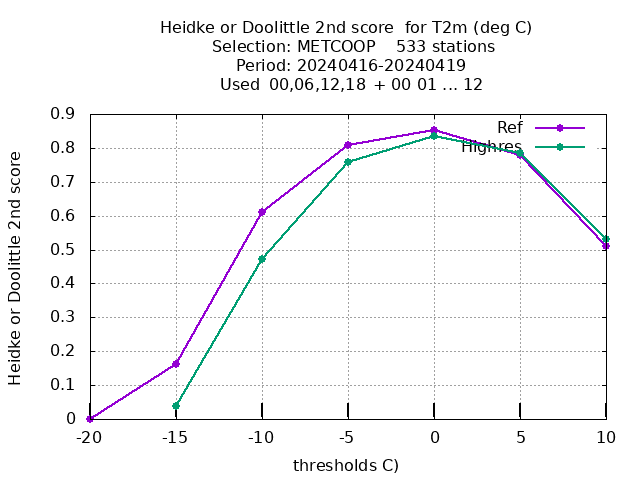 Heidke or Doolittle 2nd score  for T2m (deg C)
Selection: METCOOP    533 stations
Period: 20240416-20240419
Used  00,06,12,18  + 00 01 ... 12
Heidke or Doolittle 2nd score
0.9
0.8
0.7
0.6
0.5
0.4
0.3
0.2
0.1
0
Ref
Highres
-20 -15 -10 -5 0 5 10
thresholds C)